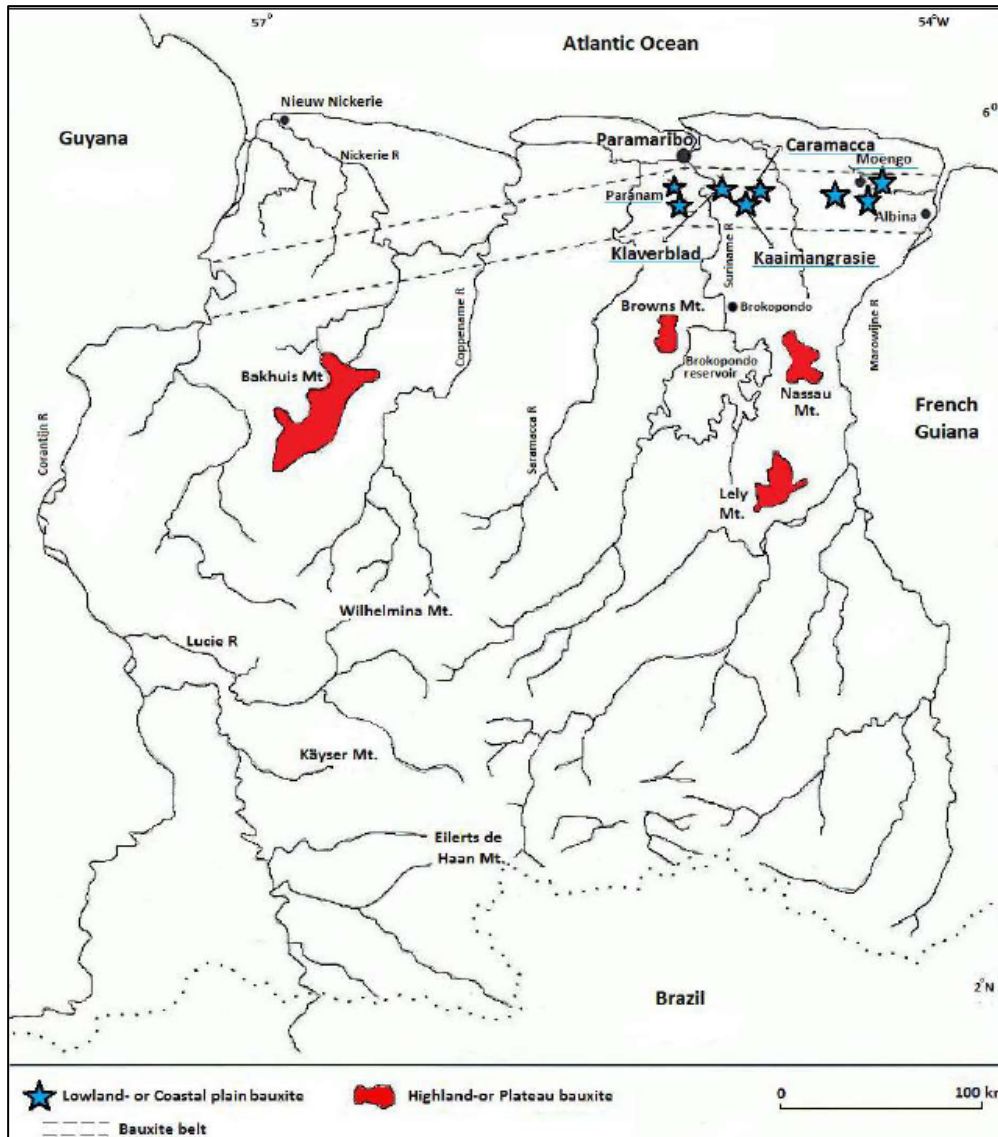 57°
54°W
Atlantic Ocean
6°
Nieuw Nickerie
Guyana
Nickerie R
Paramaribo
Caramacca
Moengo
Paranam
Albina
Klaverblad
Suriname R
Kaaimangrasie
Coppename R
Browns Mt.
Brokopondo
Marowijne R
Bakhuis Mt
Brokopondo
reservoir
Nassau
Mt.
French
Guiana
Corantijn R
Saramacca R
Lely
Mt.
Wilhelmina Mt.
Lucie R
Käyser Mt.
Eilerts de
Haan Mt.
2°N
Brazil
Lowland- or Coastal plain bauxite
Highland-or Plateau bauxite
0 100 km
Bauxite belt